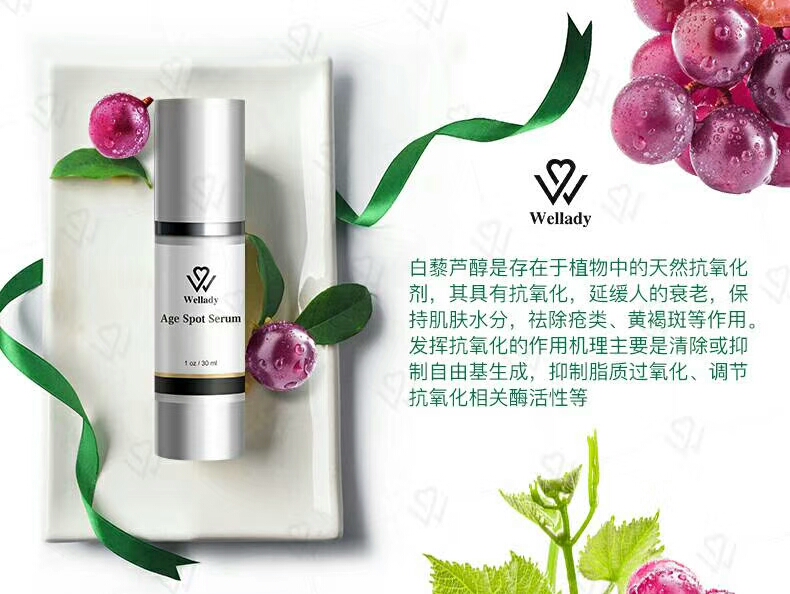 Wellady
Age Spot Serum
1 oz / 30 ml
Wellady
白藜芦醇是存在于植物中的天然抗氧化
剂，其具有抗氧化，延缓人的衰老，保
持肌肤水分，祛除疮类、黄褐斑等作用。
发挥抗氧化的作用机理主要是清除或抑
制自由基生成，抑制脂质过氧化、调节
抗氧化相关酶活性等